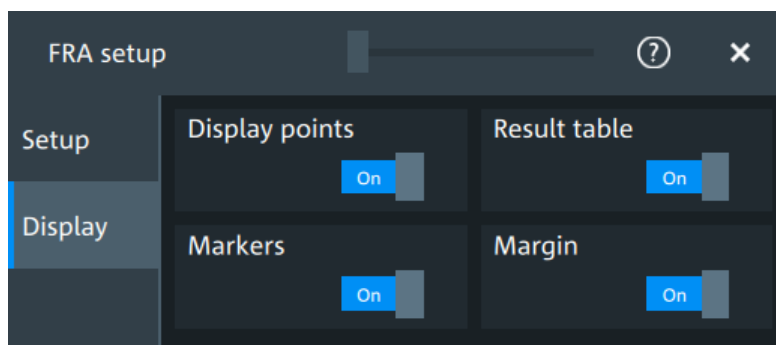 FRA setup
?
×
Setup
Display
Display points
On
Result table
On
Markers
On
Margin
On